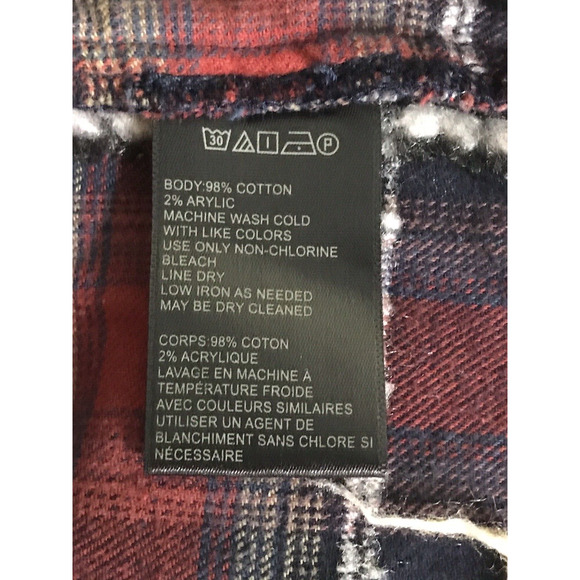 30 P
BODY:98% COTTON
2% ARYLIC
MACHINE WASH COLD
WITH LIKE COLORS
USE ONLY NON-CHLORINE
BLEACH
LINE DRY
LOW IRON AS NEEDED
MAY BE DRY CLEANED
CORPS:98% COTON
2% ACRYLIQUE
LAVAGE EN MACHINE À
TEMPÉRATURE FROIDE
AVEC COULEURS SIMILAIRES
UTILISER UN AGENT DE
BLANCHIMENT SANS CHLORE SI
NÉCESSAIRE